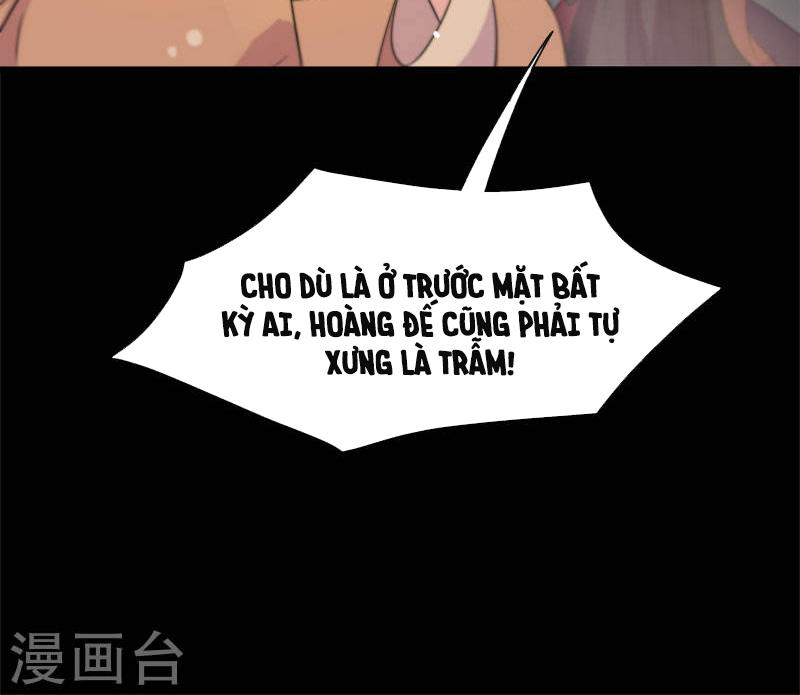 CHO DÙ LÀ Ở TRƯỚC MẶT BẤT
KỲ AI, HOÀNG ĐẾ CŨNG PHẢI TỰ
XƯNG LÀ TRẪM!
漫画台